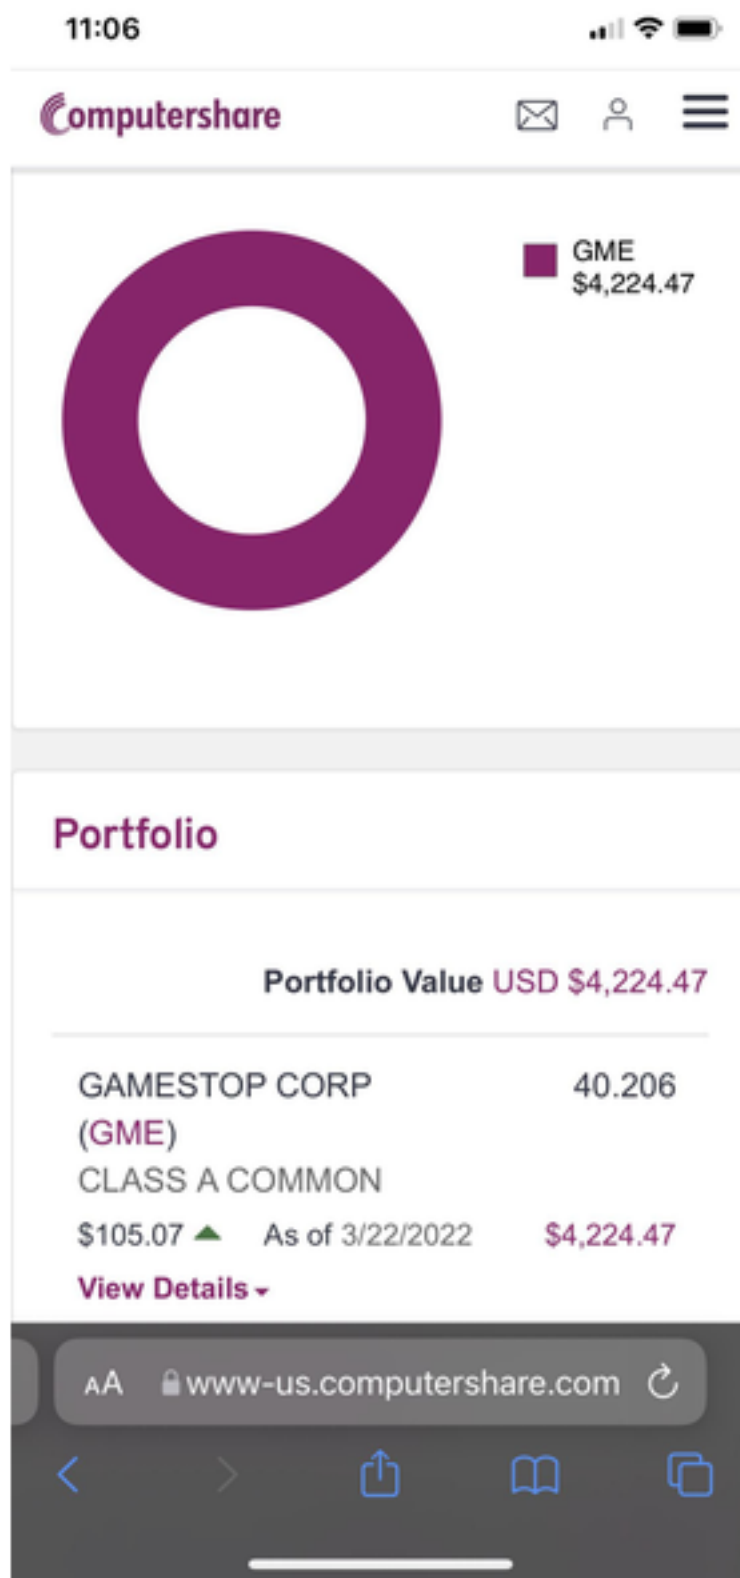 11:06
Computershare
GME
$4,224.47
Portfolio
Portfolio Value USD $4,224.47
GAMESTOP CORP 40.206
(GME)
CLASS A COMMON
$105.07 As of 3/22/2022 $4,224.47
View Details
AA www-us.computershare.com